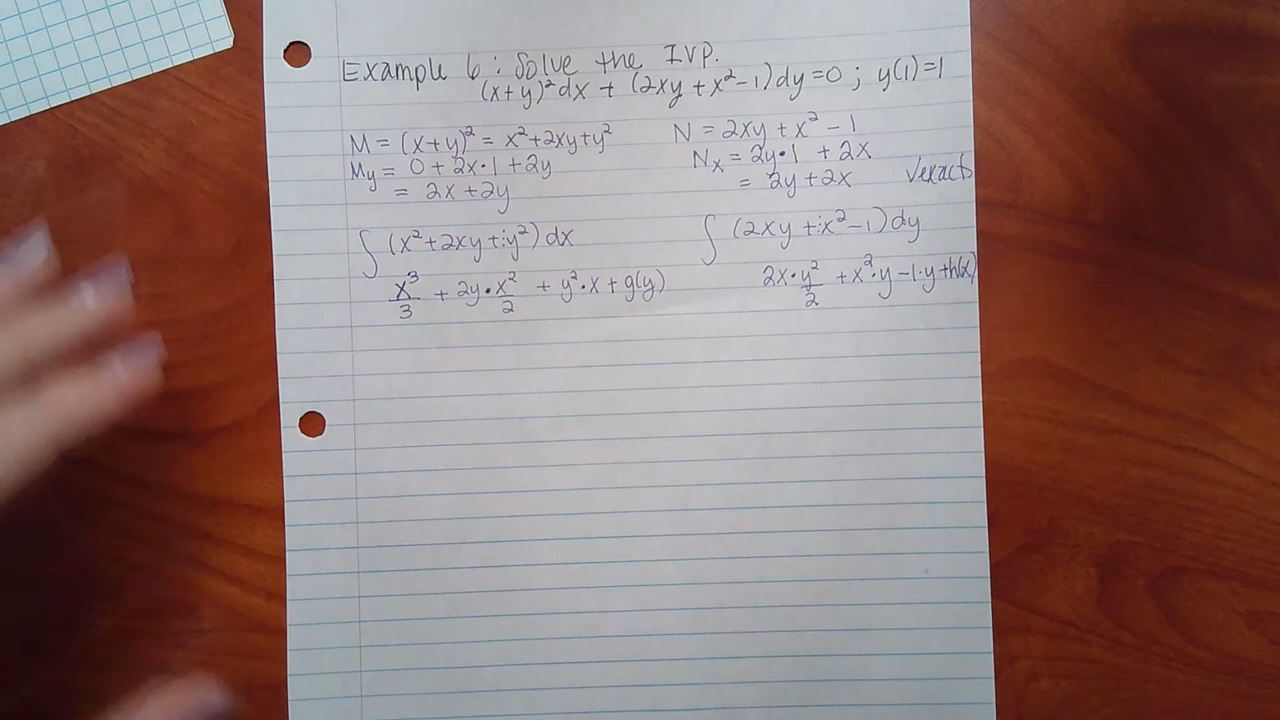 Example 6: Solve the IVP.
(x+y)²dx + (2xy + x²-1)dy=0 ; y(1)=1
M = (x+y)² = x²+2xy+y²
N = 2xy + x² - 1
My = 0 + 2x·1 + 2y
Nx = 2y·1 + 2x
= 2x + 2y
= 2y + 2x √exact
∫ (x²+2xy+y²) dx
∫ (2xy + x²-1) dy
x³/3 + 2y·x²/2 + y²·x + g(y)
2x·y²/2 + x²·y - 1·y + h(x)